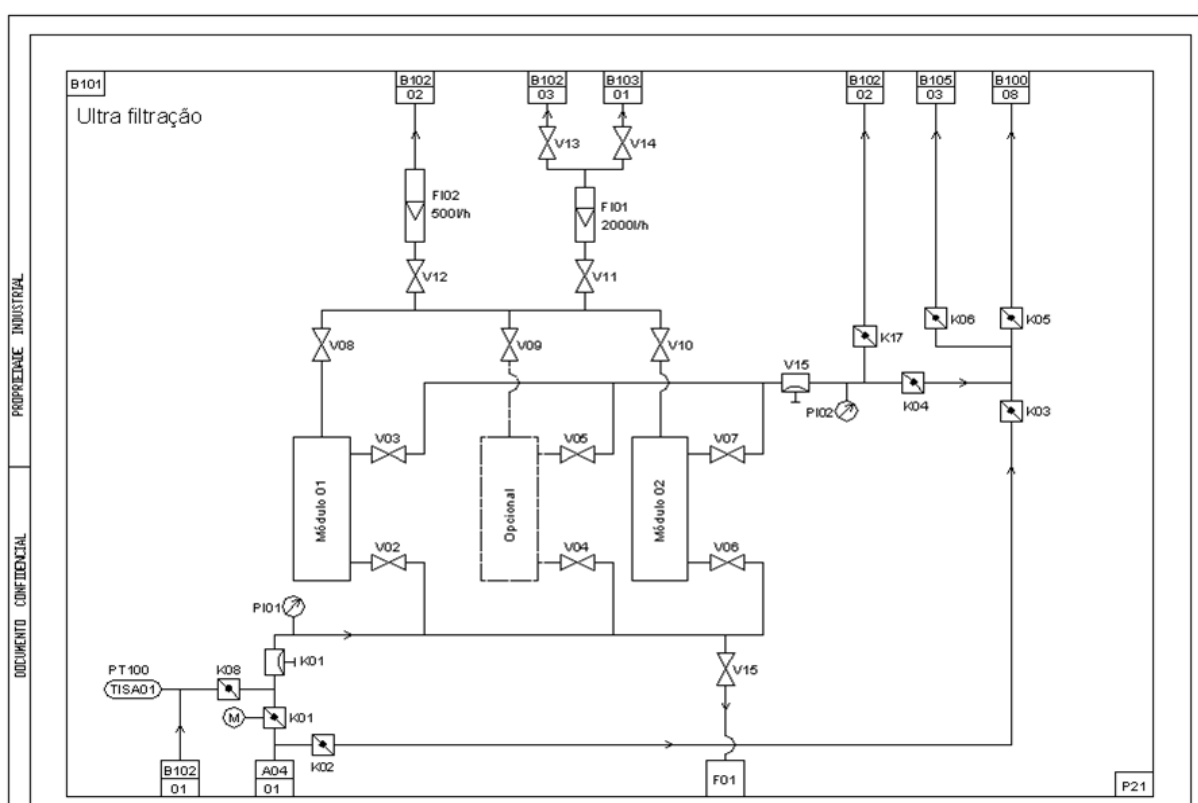 B101
Ultra filtração
B102
02
B102
03
B103
01
B102
02
B105
03
B100
08
V13
V14
FI02
500l/h
FI01
2000l/h
V12
V11
V08
V09
V10
K17
K06
K05
V15
PI02
K04
K03
V03
V05
V07
Módulo 01
Opcional
Módulo 02
V02
V04
V06
PI01
K01
PT100
TISA01
K08
V15
M
K01
K02
B102
01
A04
01
F01
P21
PROPRIEDADE INDUSTRIAL
DOCUMENTO CONFIDENCIAL